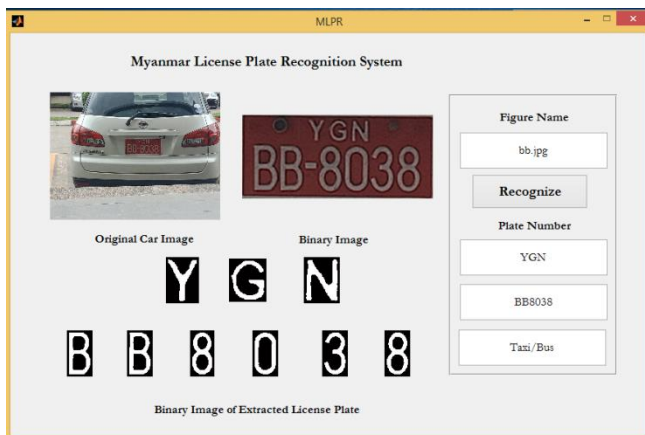 MLPR
Myanmar License Plate Recognition System
YGN
BB-8038
Original Car Image
Binary Image
Y G N
B B 8 0 3 8
Binary Image of Extracted License Plate
Figure Name
bb.jpg
Recognize
Plate Number
YGN
BB8038
Taxi/Bus